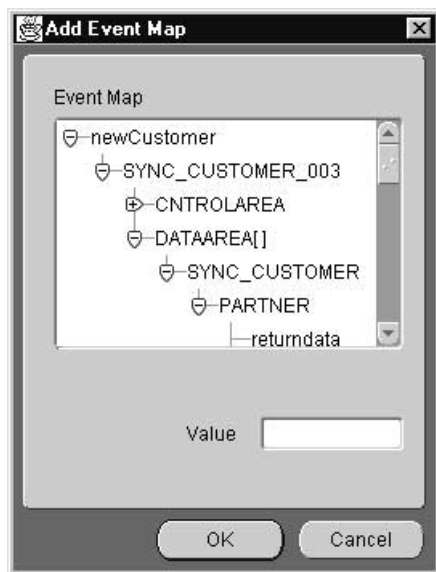 Add Event Map
Event Map
newCustomer
SYNC_CUSTOMER_003
CNTROLAREA
DATAAREA[]
SYNC_CUSTOMER
PARTNER
returndata
Value
OK
Cancel